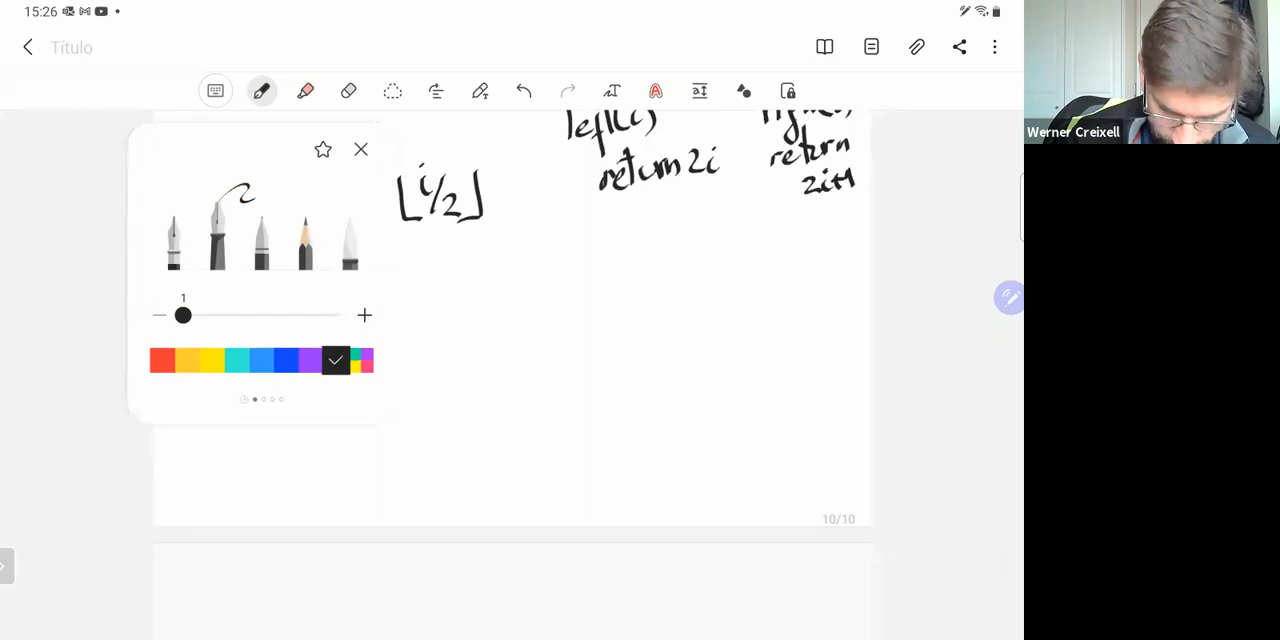 15:26
Título
left(i)
return 2i
return
2i+1
⌊i/2⌋
1
Werner Creixell
10/10